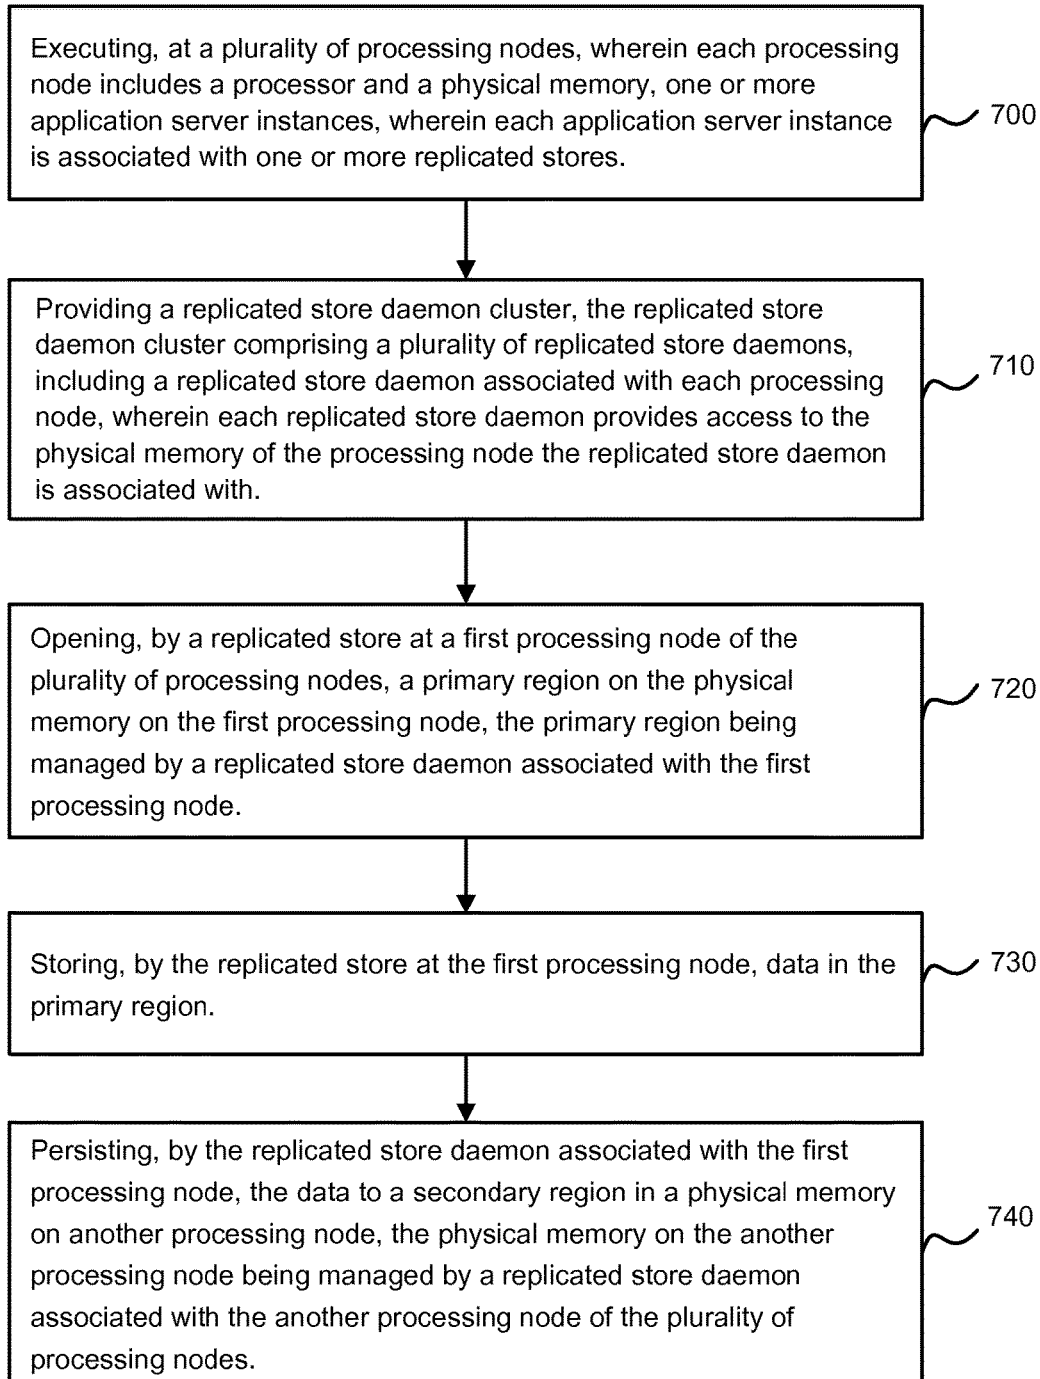 Executing, at a plurality of processing nodes, wherein each processing
node includes a processor and a physical memory, one or more
application server instances, wherein each application server instance
is associated with one or more replicated stores.
700
Providing a replicated store daemon cluster, the replicated store
daemon cluster comprising a plurality of replicated store daemons,
including a replicated store daemon associated with each processing
node, wherein each replicated store daemon provides access to the
physical memory of the processing node the replicated store daemon
is associated with.
710
Opening, by a replicated store at a first processing node of the
plurality of processing nodes, a primary region on the physical
memory on the first processing node, the primary region being
managed by a replicated store daemon associated with the first
processing node.
720
Storing, by the replicated store at the first processing node, data in the
primary region.
730
Persisting, by the replicated store daemon associated with the first
processing node, the data to a secondary region in a physical memory
on another processing node, the physical memory on the another
processing node being managed by a replicated store daemon
associated with the another processing node of the plurality of
processing nodes.
740